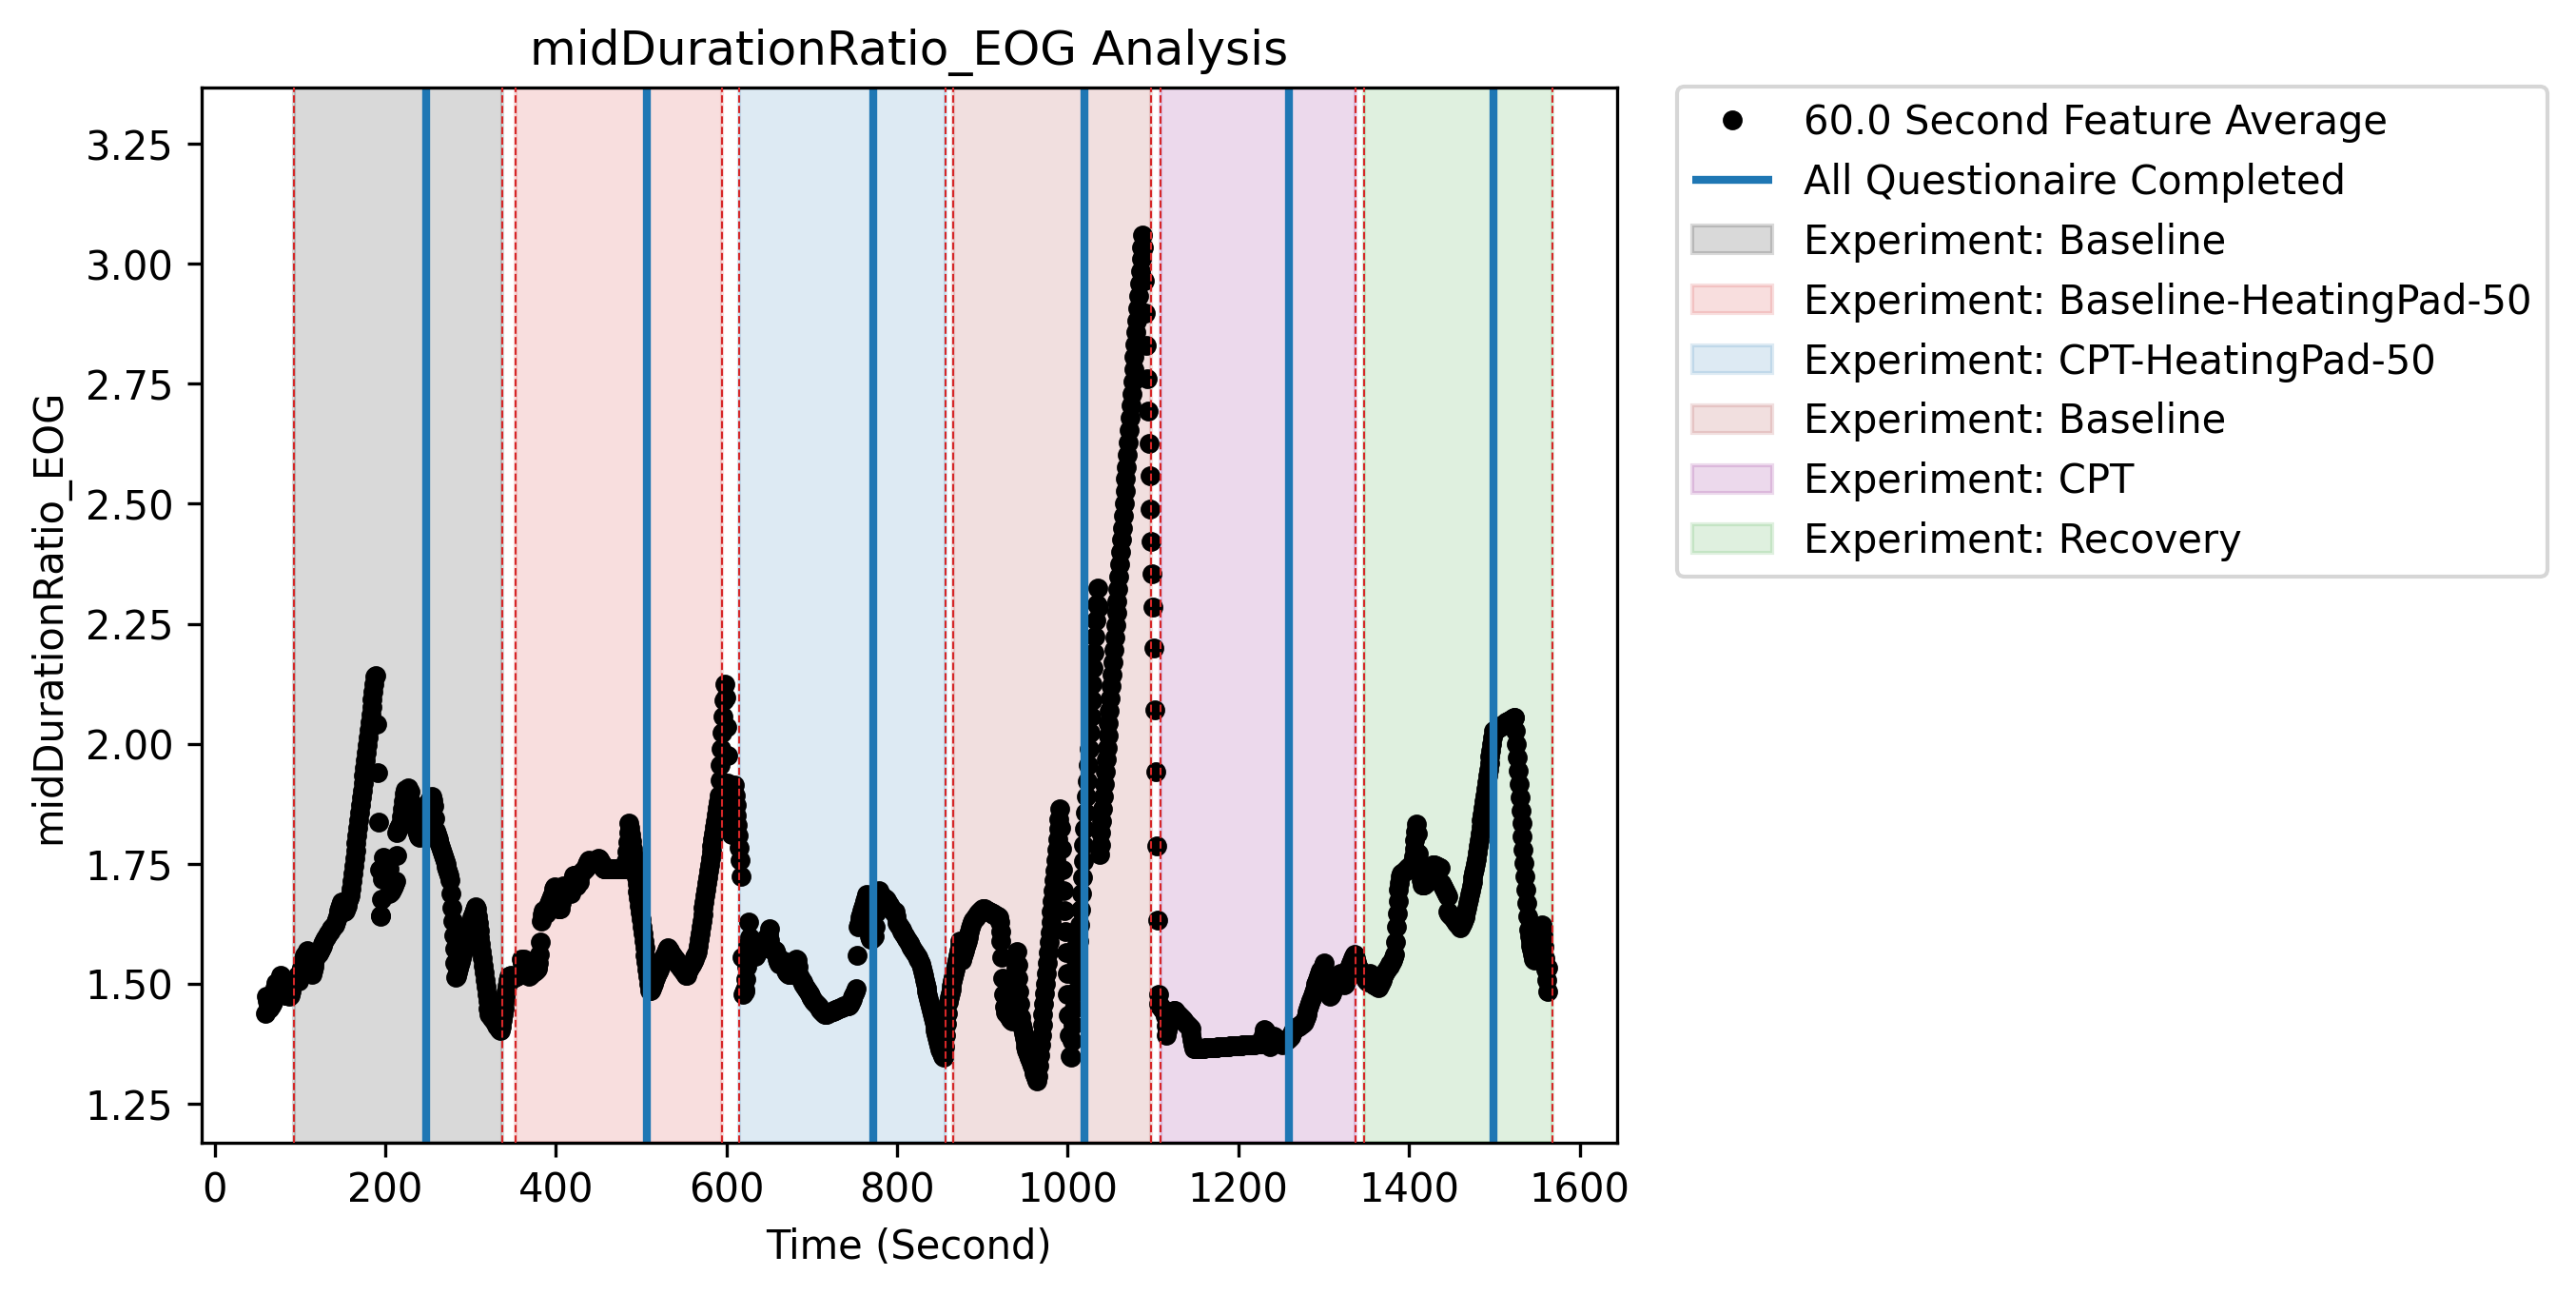 midDurationRatio_EOG Analysis
3.25
3.00
2.75
2.50
2.25
2.00
1.75
1.50
1.25
midDurationRatio_EOG
0 200 400 600 800 1000 1200 1400 1600
Time (Second)
60.0 Second Feature Average
All Questionaire Completed
Experiment: Baseline
Experiment: Baseline-HeatingPad-50
Experiment: CPT-HeatingPad-50
Experiment: Baseline
Experiment: CPT
Experiment: Recovery